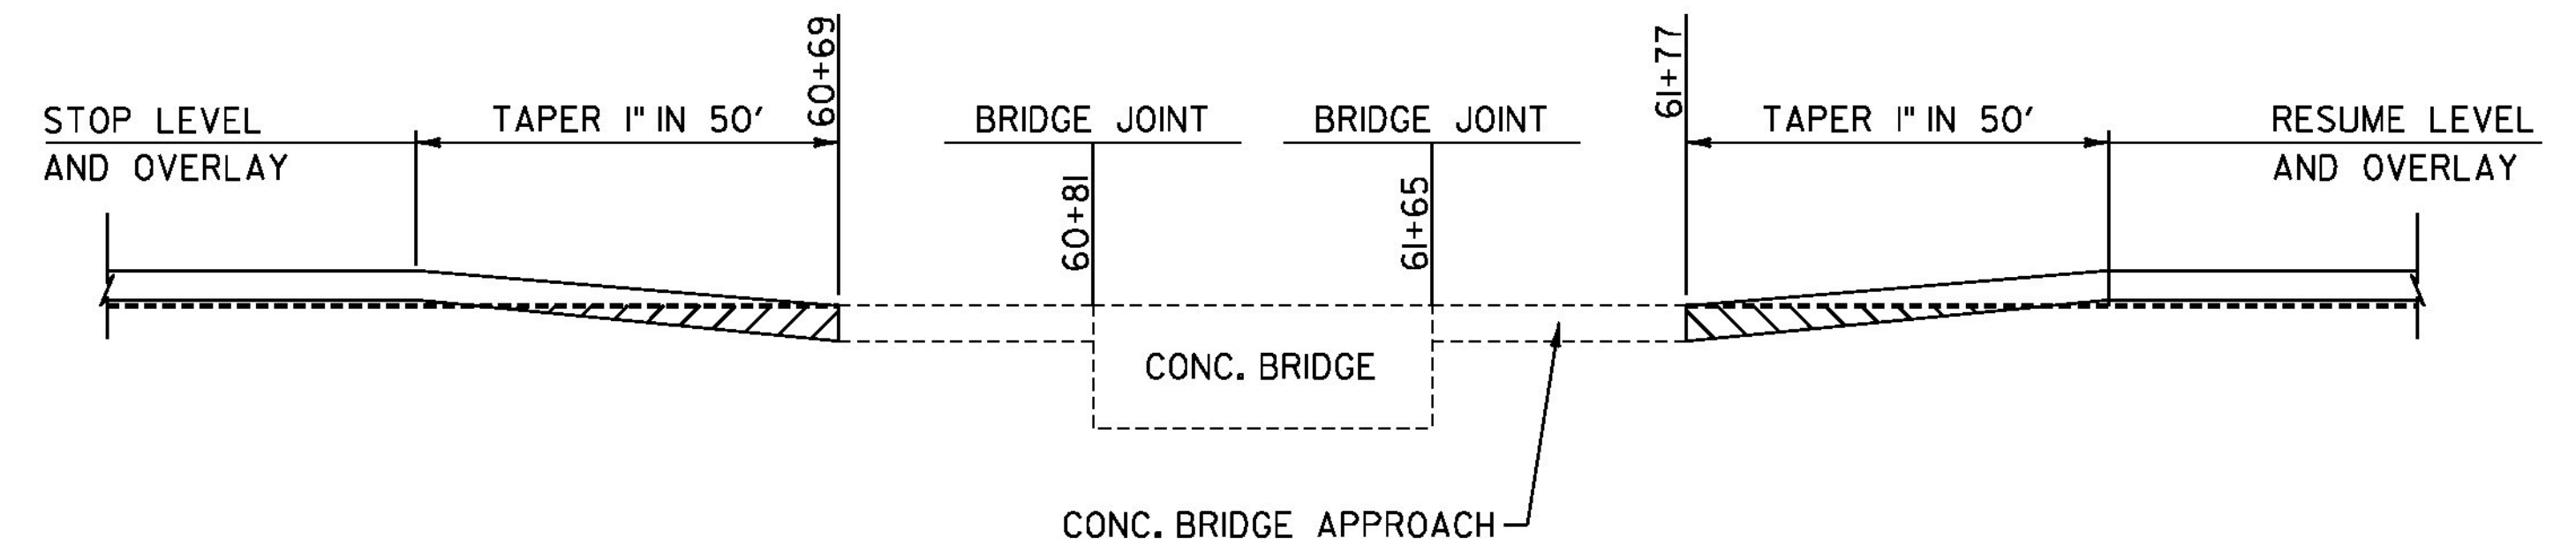 STOP LEVEL
AND OVERLAY
TAPER 1" IN 50'
60+69
BRIDGE JOINT
60+81
BRIDGE JOINT
61+65
61+77
TAPER 1" IN 50'
RESUME LEVEL
AND OVERLAY
CONC. BRIDGE
CONC. BRIDGE APPROACH